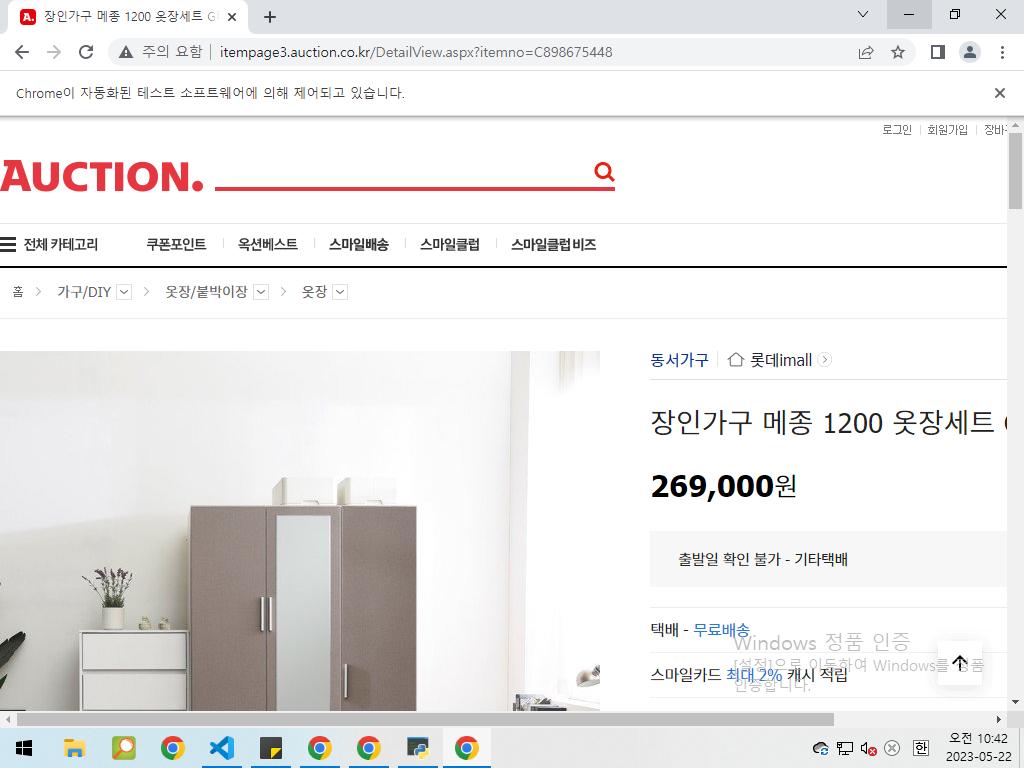 장인가구 메종 1200 옷장세트 G
주의 요함
itempage3.auction.co.kr/DetailView.aspx?itemno=C898675448
Chrome이 자동화된 테스트 소프트웨어에 의해 제어되고 있습니다.
로그인 회원가입 장바
AUCTION.
전체 카테고리 쿠폰포인트 옥션베스트 스마일배송 스마일클럽 스마일클럽 비즈
홈 가구/DIY 옷장/붙박이장 옷장
동서가구 롯데imall
장인가구 메종 1200 옷장세트
269,000원
출발일 확인 불가 - 기타택배
택배 - 무료배송
Windows 정품 인증
[설정]으로 이동하여 Windows를 정품
인증합니다.
스마일카드 최대 2% 캐시 적립
한
오전 10:42
2023-05-22